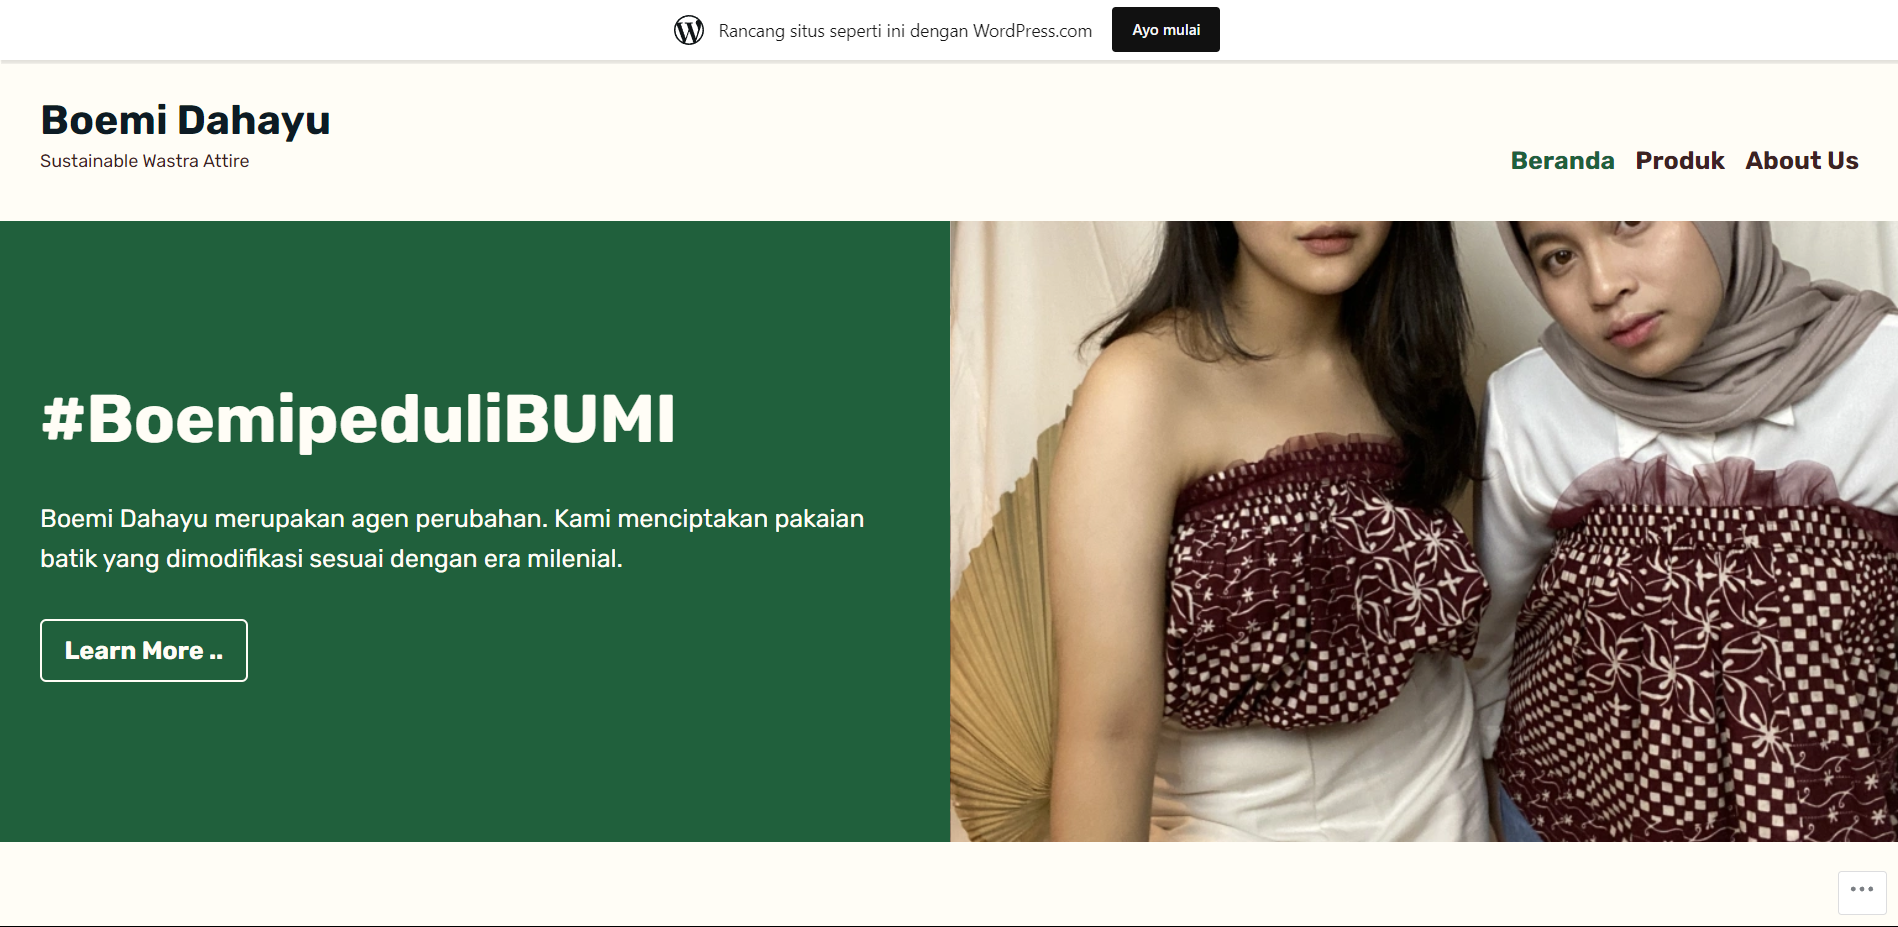 Rancang situs seperti ini dengan WordPress.com
Ayo mulai
Boemi Dahayu
Sustainable Wastra Attire
Beranda Produk About Us
#BoemipeduliBUMI
Boemi Dahayu merupakan agen perubahan. Kami menciptakan pakaian
batik yang dimodifikasi sesuai dengan era milenial.
Learn More ..